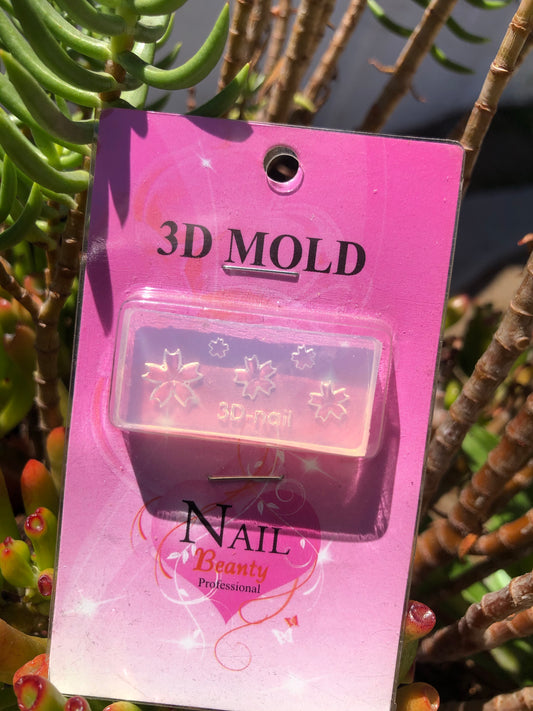 3D MOLD
3D-nail
NAIL
Beauty
Professional